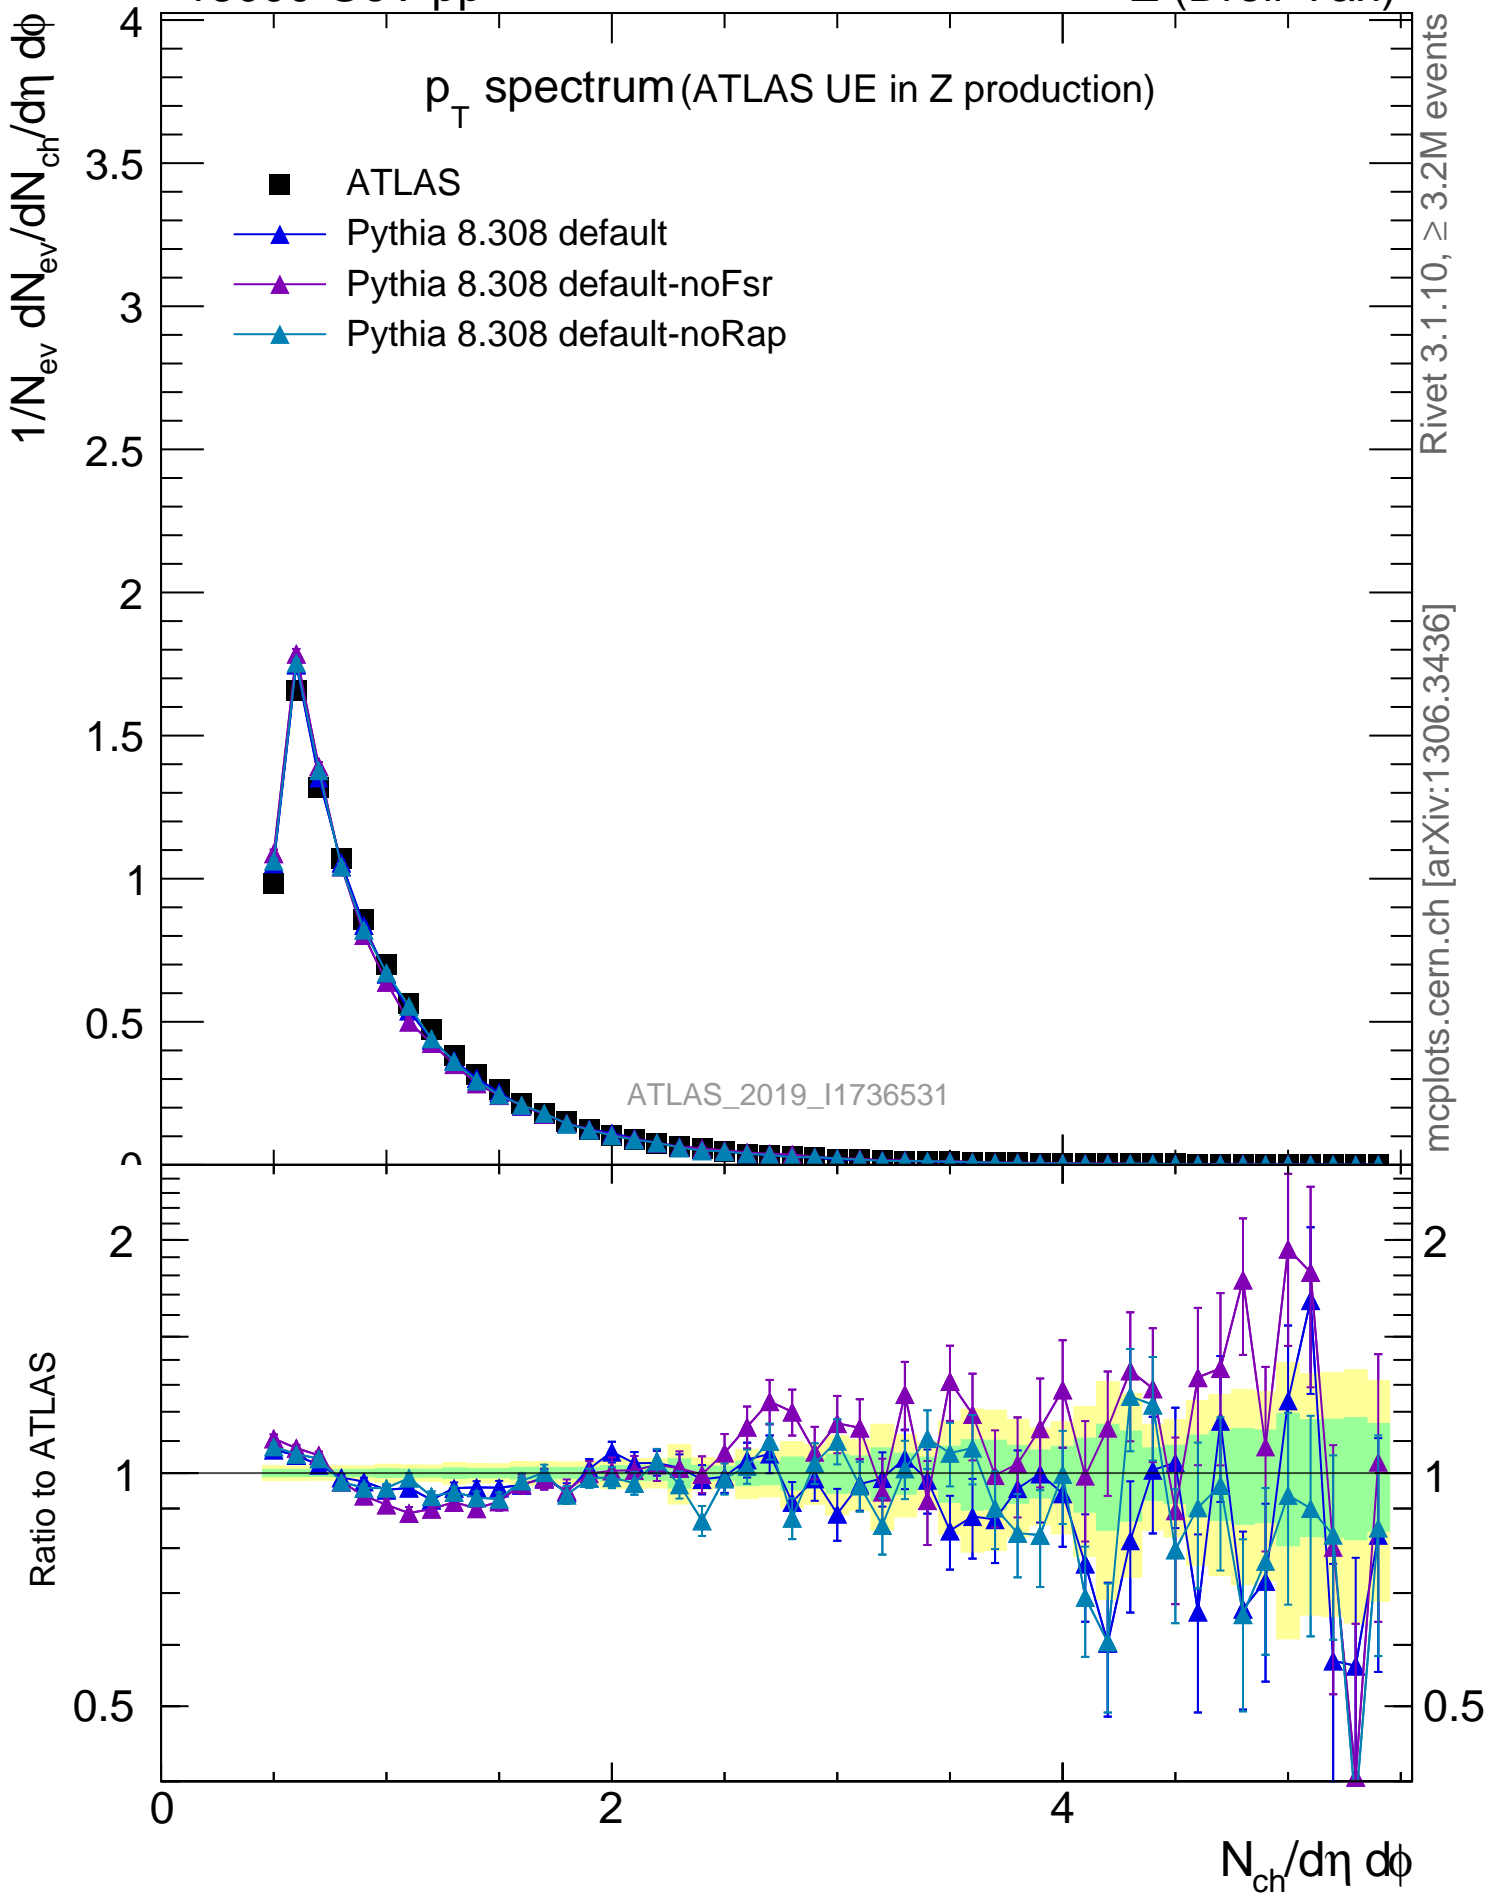 p_T spectrum (ATLAS UE in Z production)
ATLAS
Pythia 8.308 default
Pythia 8.308 default-noFsr
Pythia 8.308 default-noRap
1/N_ev dN_ev/dN_ch/dη dϕ
4
3.5
3
2.5
2
1.5
1
0.5
ATLAS_2019_I1736531
Rivet 3.1.10, ≥ 3.2M events
mcplots.cern.ch [arXiv:1306.3436]
Ratio to ATLAS
2
1
0.5
2
1
0.5
0
2
4
N_ch/dη dϕ